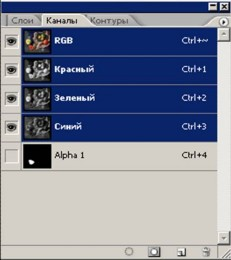 Слои Каналы Контуры
RGB Ctrl+~
Красный Ctrl+1
Зеленый Ctrl+2
Синий Ctrl+3
Alpha 1 Ctrl+4